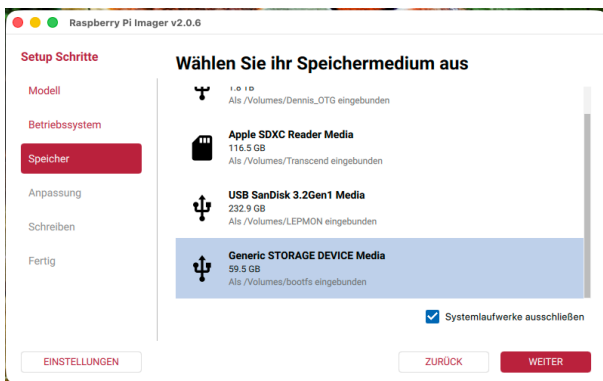 Raspberry Pi Imager v2.0.6
Setup Schritte
Modell
Betriebssystem
Speicher
Anpassung
Schreiben
Fertig
Wählen Sie ihr Speichermedium aus
1.8 TB
Als /Volumes/Dennis_OTG eingebunden
Apple SDXC Reader Media
116.5 GB
Als /Volumes/Transcend eingebunden
USB SanDisk 3.2Gen1 Media
232.9 GB
Als /Volumes/LEPMON eingebunden
Generic STORAGE DEVICE Media
59.5 GB
Als /Volumes/bootfs eingebunden
Systemlaufwerke ausschließen
EINSTELLUNGEN
ZURÜCK
WEITER